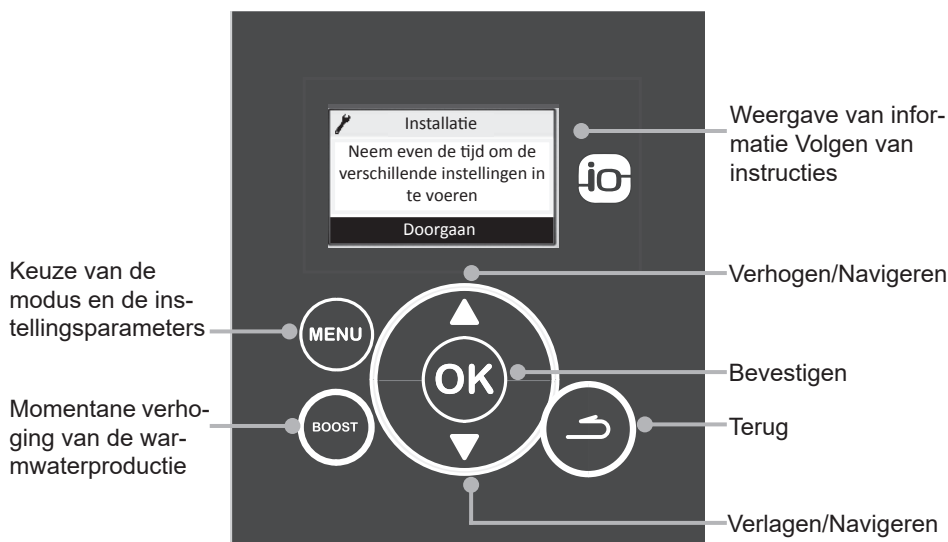 Installatie
Neem even de tijd om de
verschillende instellingen in
te voeren
Doorgaan
io
Weergave van infor-
matie Volgen van
instructies
Verhogen/Navigeren
Keuze van de
modus en de ins-
tellingsparameters
MENU
OK
Bevestigen
Momentane verho-
ging van de war-
mwaterproductie
BOOST
Terug
Verlagen/Navigeren